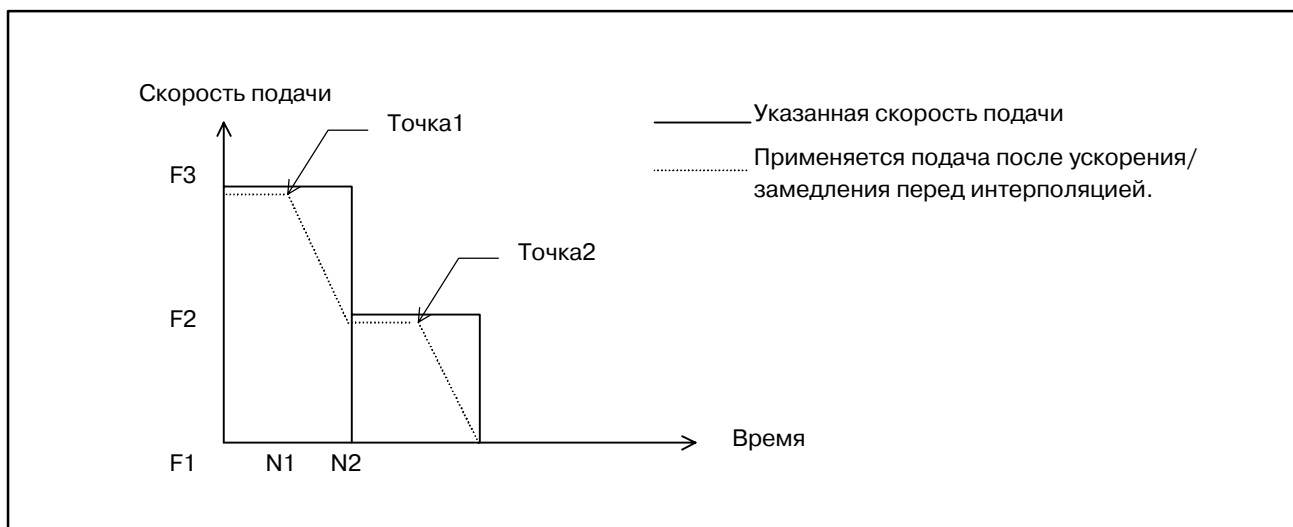 Скорость подачи
Точка1
Указанная скорость подачи
Применяется подача после ускорения/
замедления перед интерполяцией.
F3
Точка2
F2
Время
F1
N1
N2